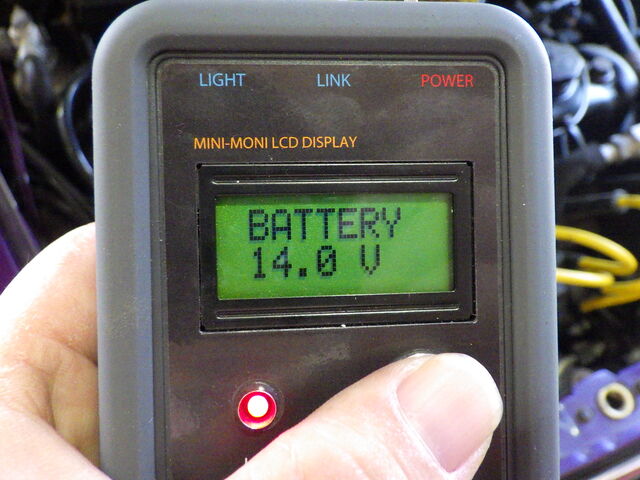 LIGHT LINK POWER
MINI-MONI LCD DISPLAY
BATTERY
14.0 V